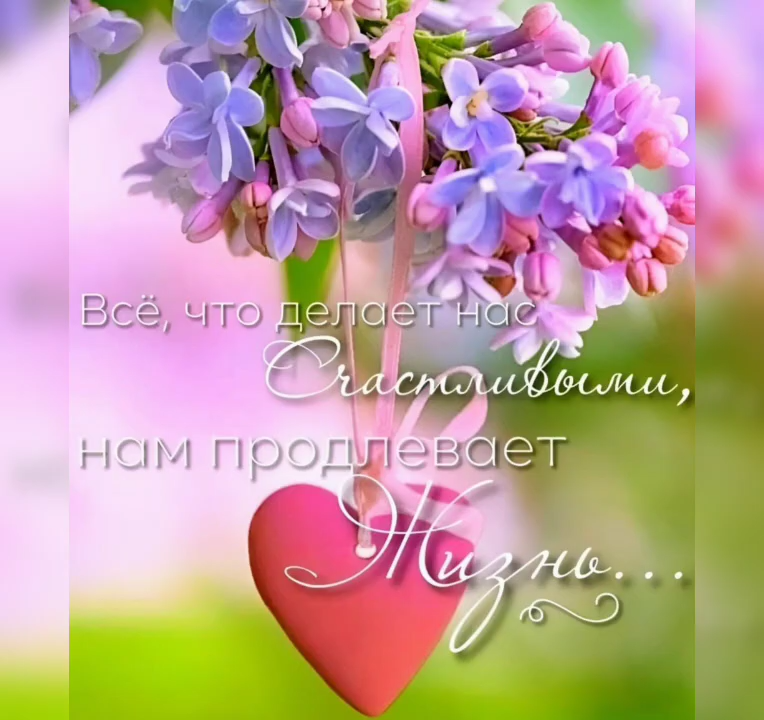 Всё, что делает нас
Счастливыми,
нам продлевает
Жизнь...